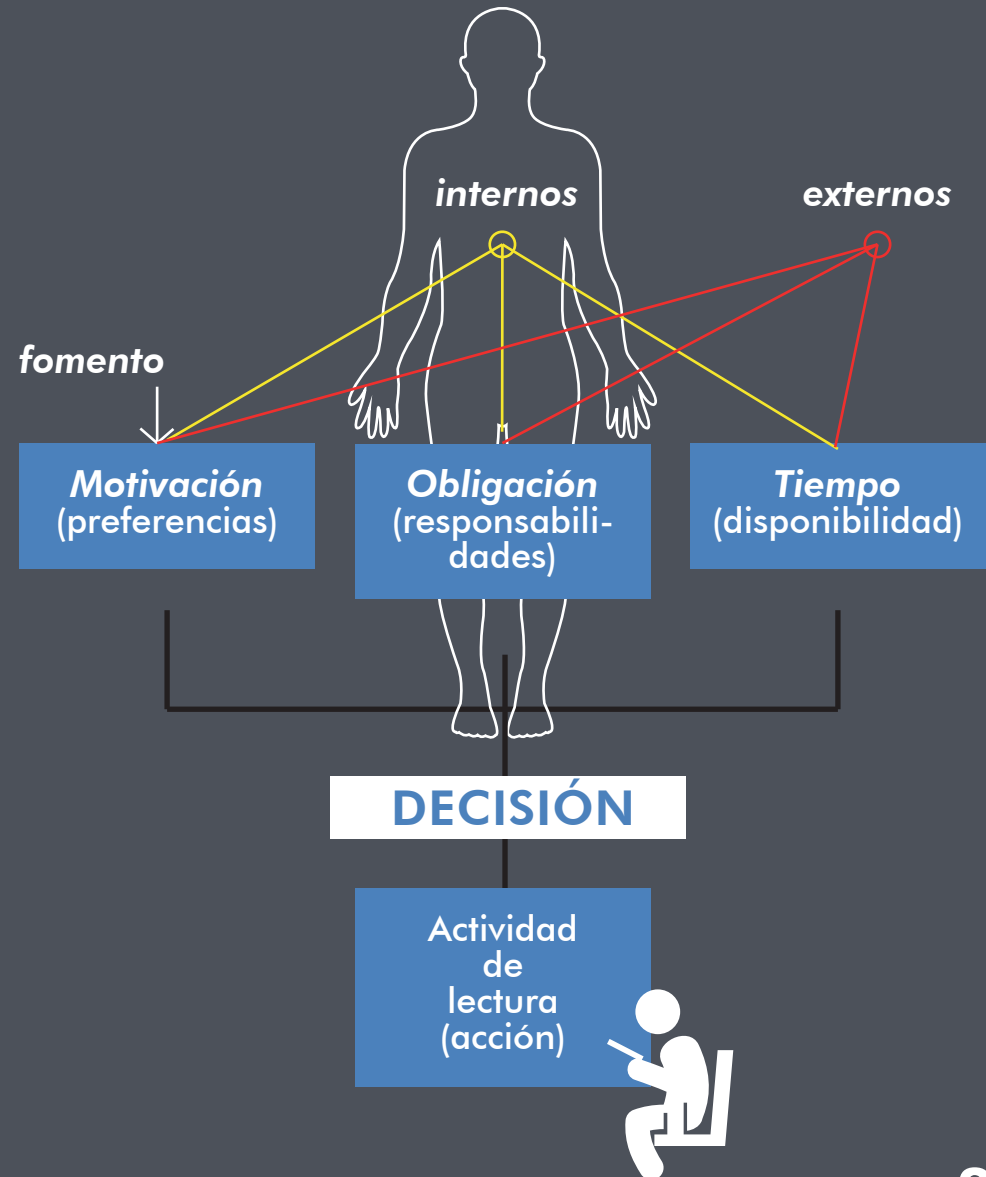 internos
externos
fomento
Motivación
(preferencias)
Obligación
(responsabili-
dades)
Tiempo
(disponibilidad)
DECISIÓN
Actividad
de
lectura
(acción)